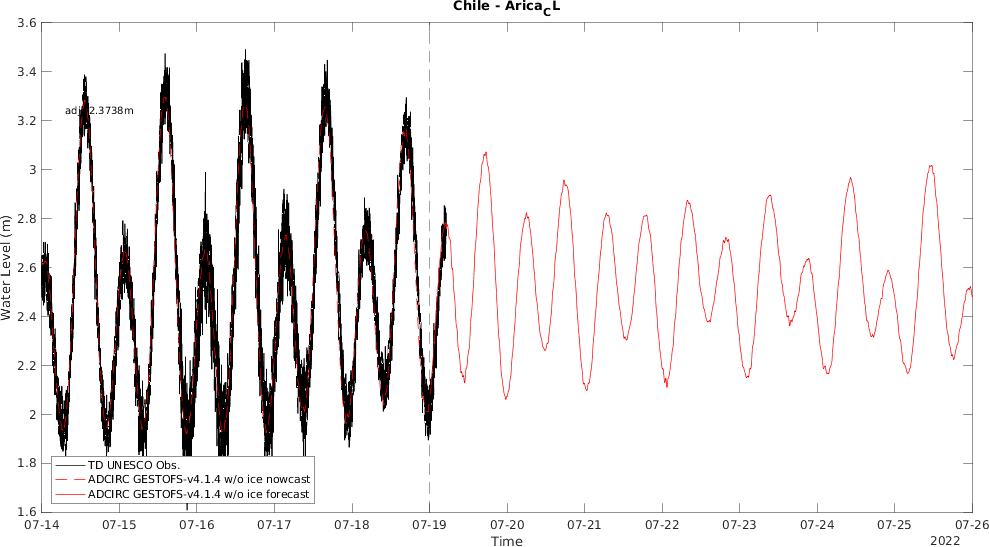 Chile - AricaCL
3.6
3.4
3.2
3
2.8
2.6
2.4
2.2
2
1.8
1.6
Water Level (m)
2.3738m
TD UNESCO Obs.
ADCIRC GESTOFS-v4.1.4 w/o ice nowcast
ADCIRC GESTOFS-v4.1.4 w/o ice forecast
07-14 07-15 07-16 07-17 07-18 07-19 07-20 07-21 07-22 07-23 07-24 07-25 07-26
Time
2022